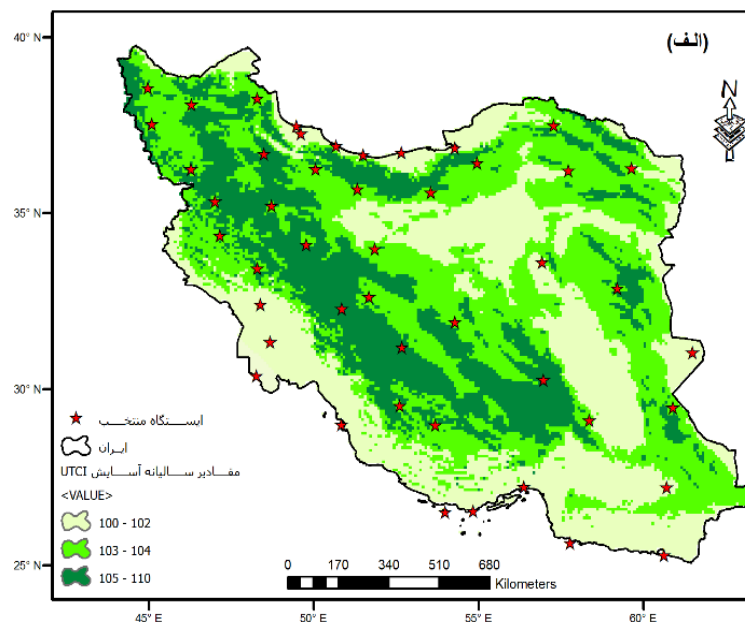 40° N
(الف)
N
35° N
30° N
25° N
ایستگاه منتخب
ایران
مقادیر سالیانه آسایش UTCI
<VALUE>
100 - 102
103 - 104
105 - 110
0 170 340 510 680
Kilometers
45° E 50° E 55° E 60° E